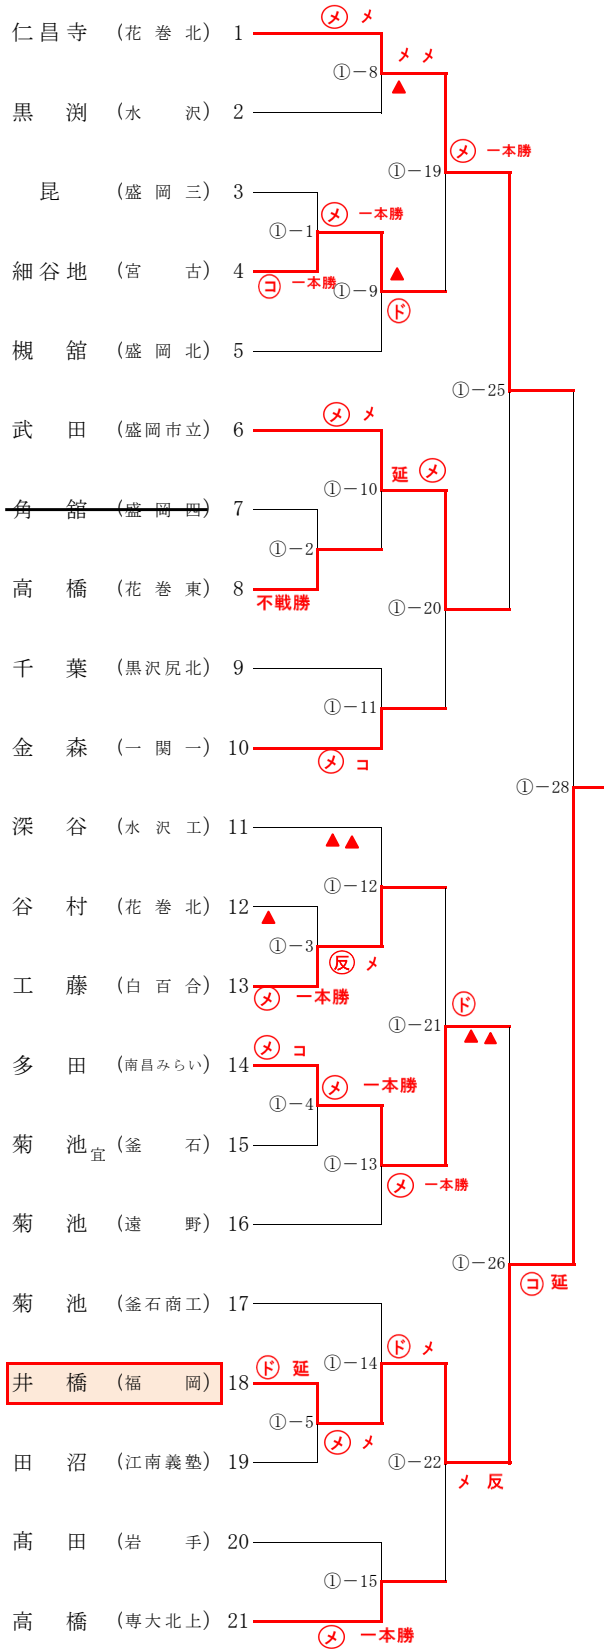 仁昌寺 (花巻北) 1 メ メ
①-8 メ メ ▲
黒渕 (水沢) 2
①-19 メ 一本勝
昆 (盛岡三) 3
①-1 メ 一本勝
細谷地 (宮古) 4 コ 一本勝
①-9 ▲ ド
槻舘 (盛岡北) 5
①-25
武田 (盛岡市立) 6 メ メ
①-10 延 メ
角舘 (盛岡四) 7
①-2
高橋 (花巻東) 8 不戦勝
①-20
千葉 (黒沢尻北) 9
①-11
金森 (一関一) 10 メ コ
①-28
深谷 (水沢工) 11 ▲ ▲
①-12
谷村 (花巻北) 12 ▲
①-3 反 メ
工藤 (白百合) 13 メ 一本勝
①-21 ド ▲ ▲
多田 (南昌みらい) 14 メ コ
①-4 メ 一本勝
菊池宜 (釜石) 15
①-13 メ 一本勝
菊池 (遠野) 16
①-26 コ 延
菊池 (釜石商工) 17
①-14 ド メ
井橋 (福岡) 18 ド 延
①-5 メ メ
田沼 (江南義塾) 19
①-22 メ 反
髙田 (岩手) 20
①-15
高橋 (専大北上) 21 メ 一本勝